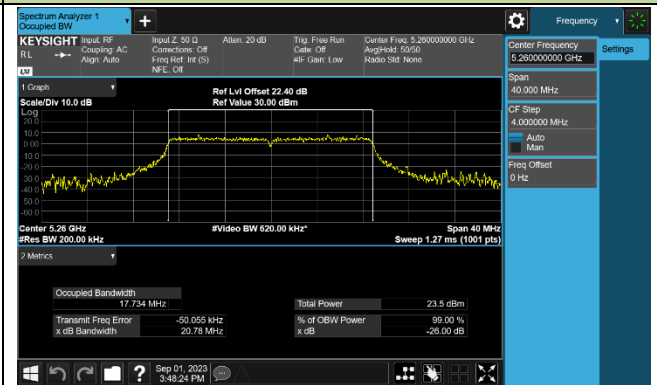 Spectrum Analyzer 1
Occupied BW
Frequency
KEYSIGHT
RL
LXI
Input: RF
Coupling: AC
Align: Auto
Input Z: 50 Ω
Corrections: Off
Freq Ref: Int (S)
NFE: Off
Atten: 20 dB
Trig: Free Run
Gate: Off
#IF Gain: Low
Center Freq: 5.260000000 GHz
Avg|Hold: 50/50
Radio Std: None
Center Frequency
5.260000000 GHz
Settings
Span
40.000 MHz
CF Step
4.000000 MHz
Auto
Man
Freq Offset
0 Hz
1 Graph
Scale/Div 10.0 dB
Ref Lvl Offset 22.40 dB
Ref Value 30.00 dBm
Log
20.0
10.0
0.00
-10.0
-20.0
-30.0
-40.0
-50.0
-60.0
Center 5.26 GHz
#Res BW 200.00 kHz
#Video BW 620.00 kHz*
Span 40 MHz
Sweep 1.27 ms (1001 pts)
2 Metrics
Occupied Bandwidth
17.734 MHz
Total Power 23.5 dBm
Transmit Freq Error -50.055 kHz
% of OBW Power 99.00 %
x dB Bandwidth 20.78 MHz
x dB -26.00 dB
?
Sep 01, 2023
3:48:24 PM